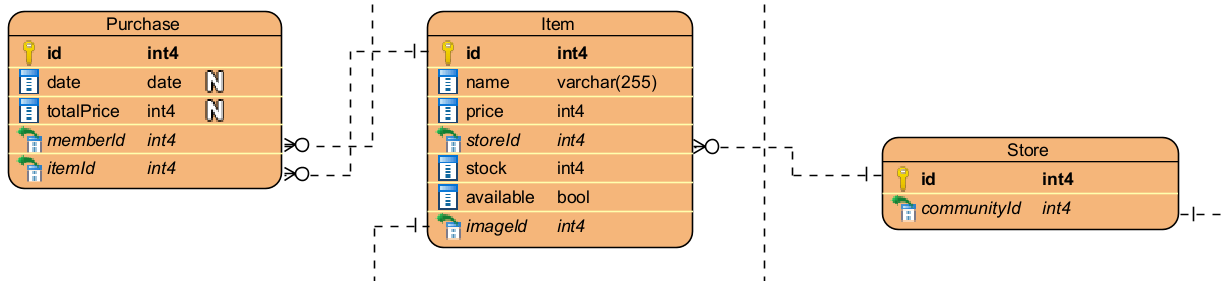 Purchase
id int4
date date N
totalPrice int4 N
memberId int4
itemId int4
Item
id int4
name varchar(255)
price int4
storeId int4
stock int4
available bool
imageId int4
Store
id int4
communityId int4